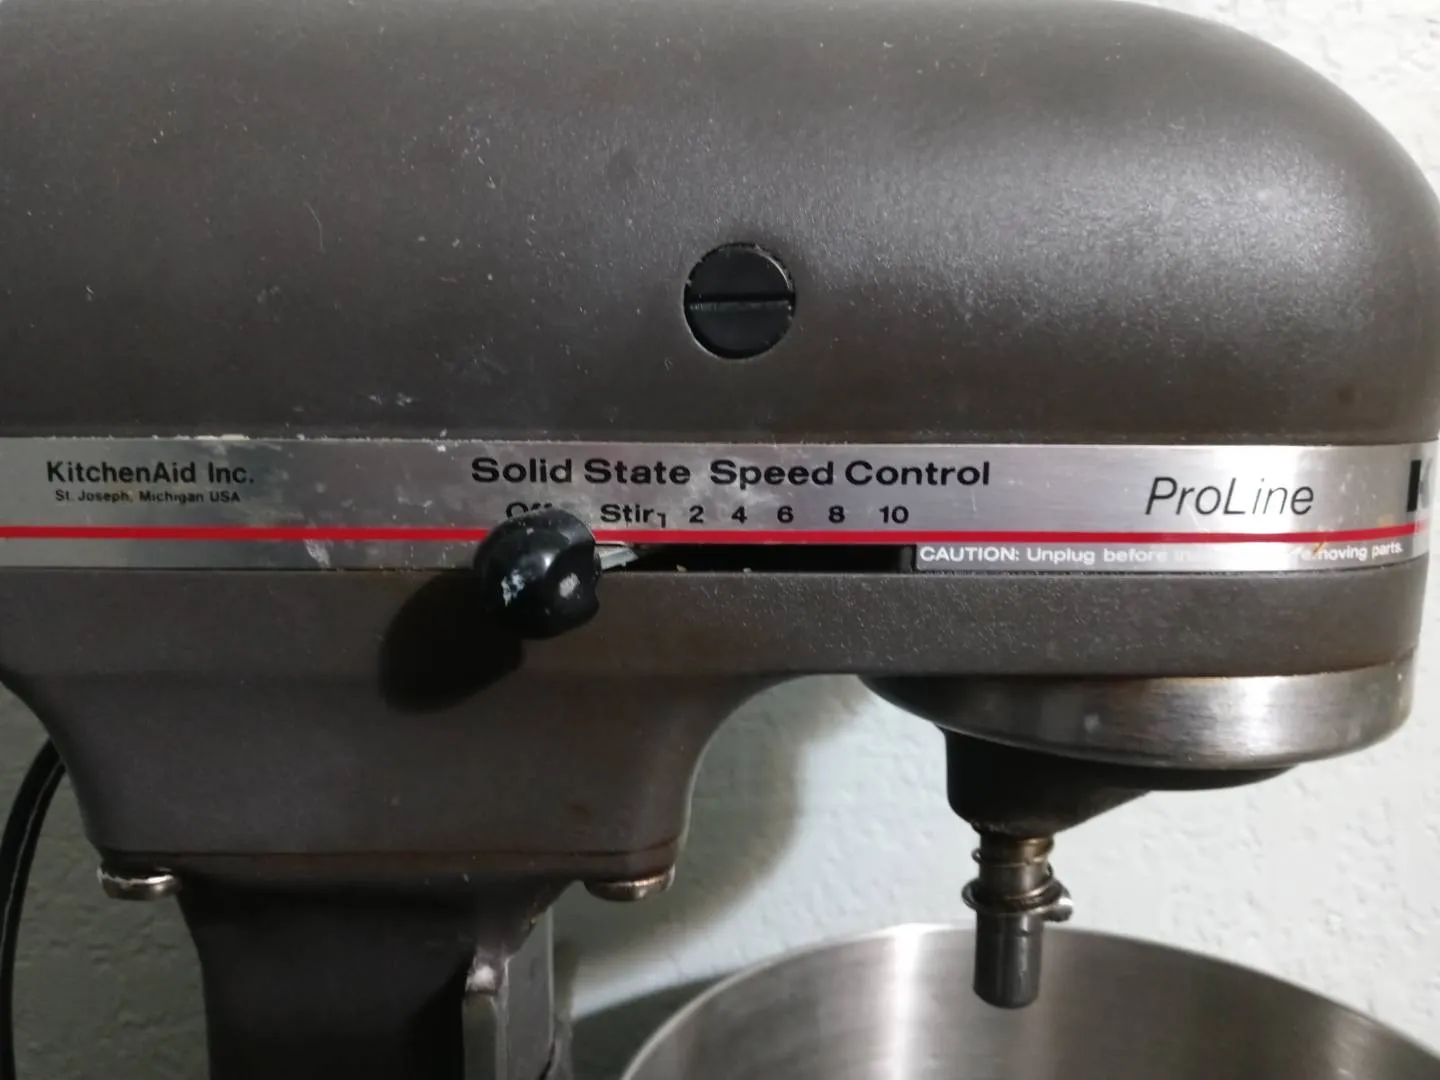 KitchenAid Inc.
St. Joseph, Michigan USA
Solid State Speed Control
Stir 1 2 4 6 8 10
ProLine
K
CAUTION: Unplug before moving parts.